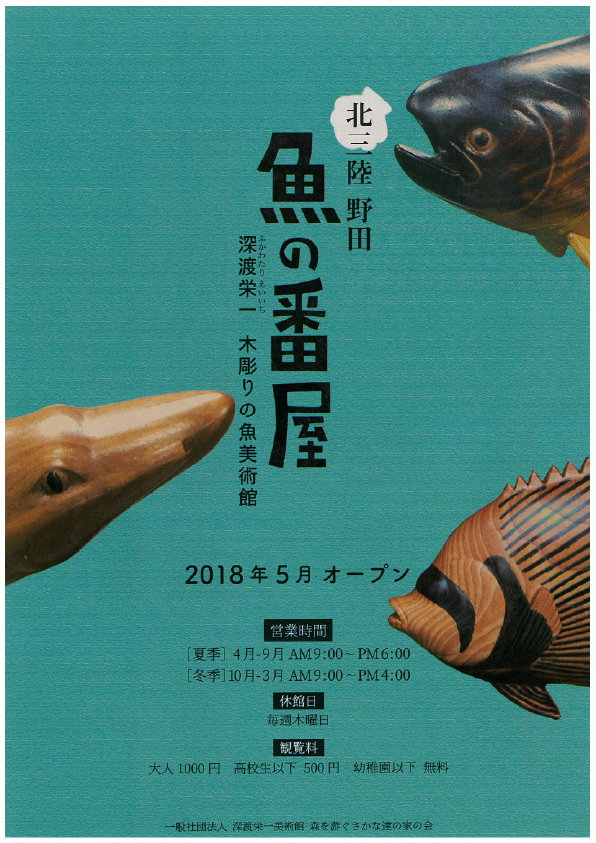 北三陸 野田
魚の番屋
ふかわたり えいいち
深渡栄一 木彫りの魚美術館
2018年5月 オープン
営業時間
[夏季] 4月-9月 AM9:00～PM6:00
[冬季]10月-3月 AM9:00～PM4:00
休館日
毎週木曜日
観覧料
大人1000円 高校生以下 500円 幼稚園以下 無料
一般社団法人 深渡栄一美術館 森を游ぐさかな達の家の会